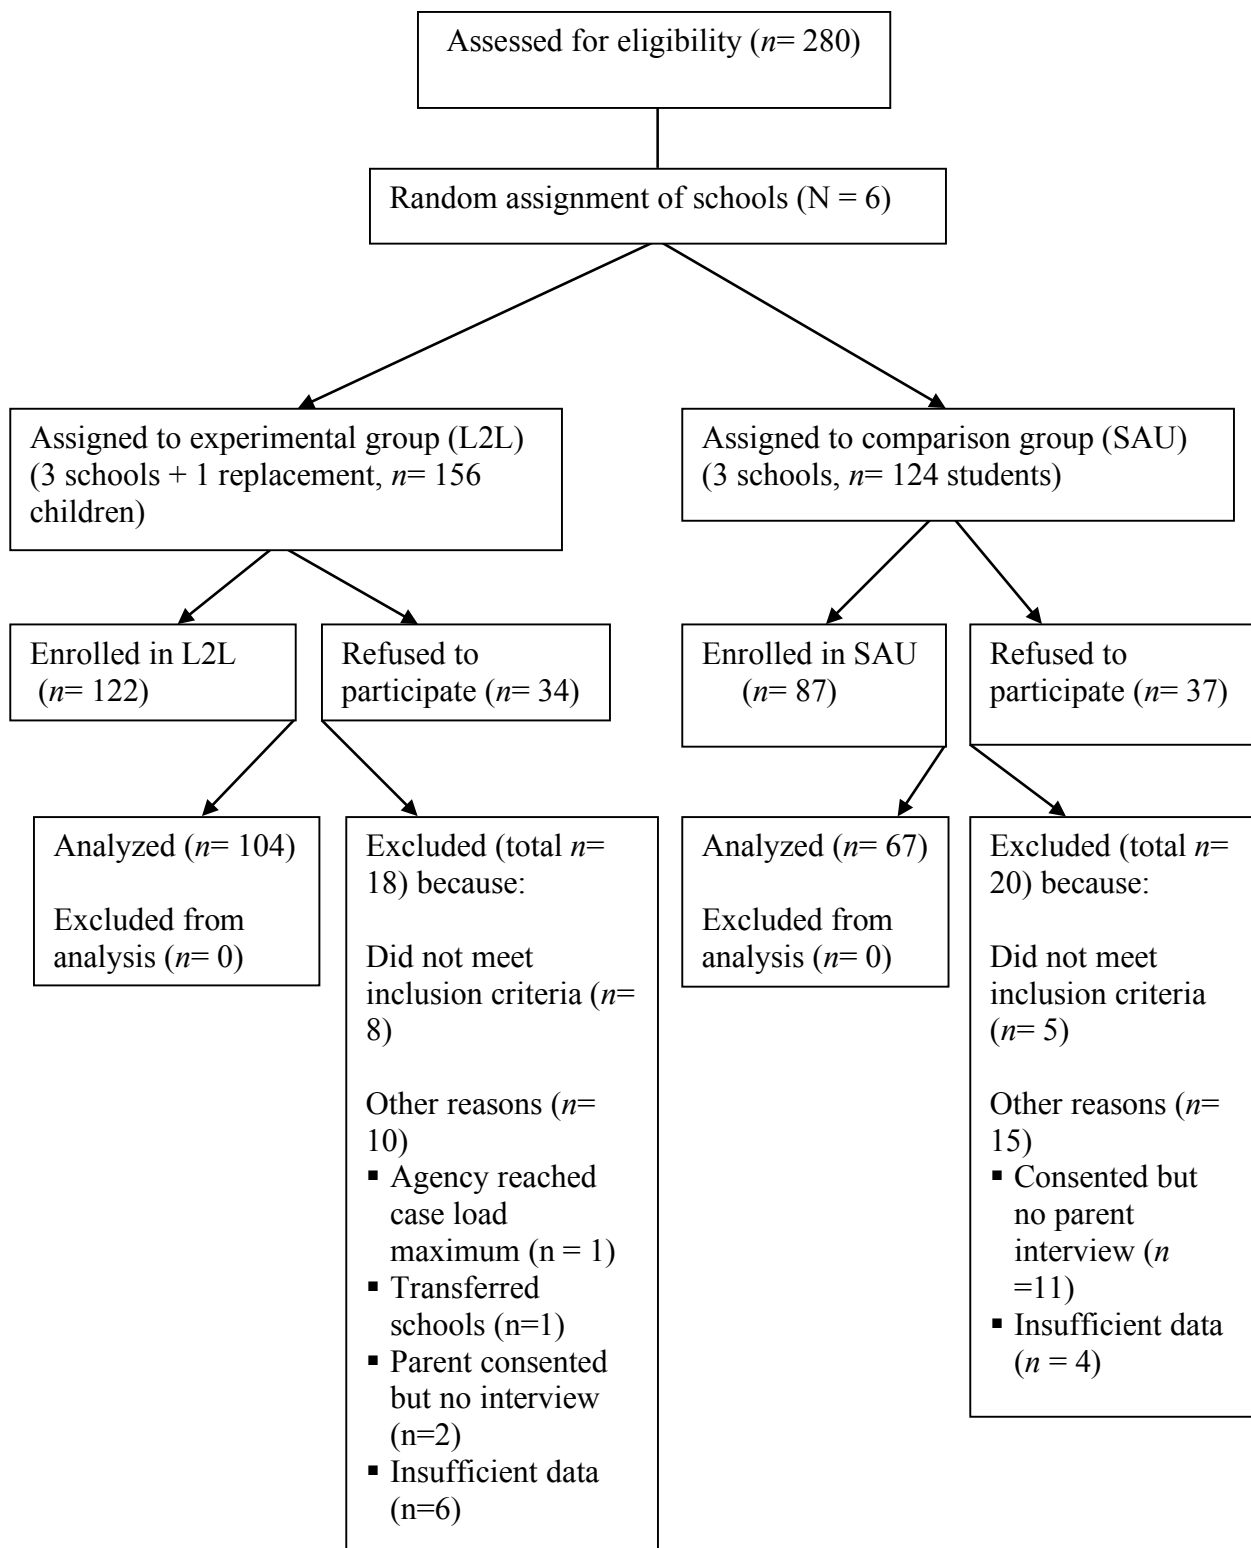 Assessed for eligibility (n= 280)
Random assignment of schools (N = 6)
Assigned to experimental group (L2L)
(3 schools + 1 replacement, n= 156
children)
Assigned to comparison group (SAU)
(3 schools, n= 124 students)
Enrolled in L2L
(n= 122)
Refused to
participate (n= 34)
Enrolled in SAU
(n= 87)
Refused to
participate (n= 37)
Analyzed (n= 104)
Excluded from
analysis (n= 0)
Excluded (total n=
18) because:
Did not meet
inclusion criteria (n=
8)
Other reasons (n=
10)
▪ Agency reached
case load
maximum (n = 1)
▪ Transferred
schools (n=1)
▪ Parent consented
but no interview
(n=2)
▪ Insufficient data
(n=6)
Analyzed (n= 67)
Excluded from
analysis (n= 0)
Excluded (total n=
20) because:
Did not meet
inclusion criteria
(n= 5)
Other reasons (n=
15)
▪ Consented but
no parent
interview (n
=11)
▪ Insufficient data
(n = 4)